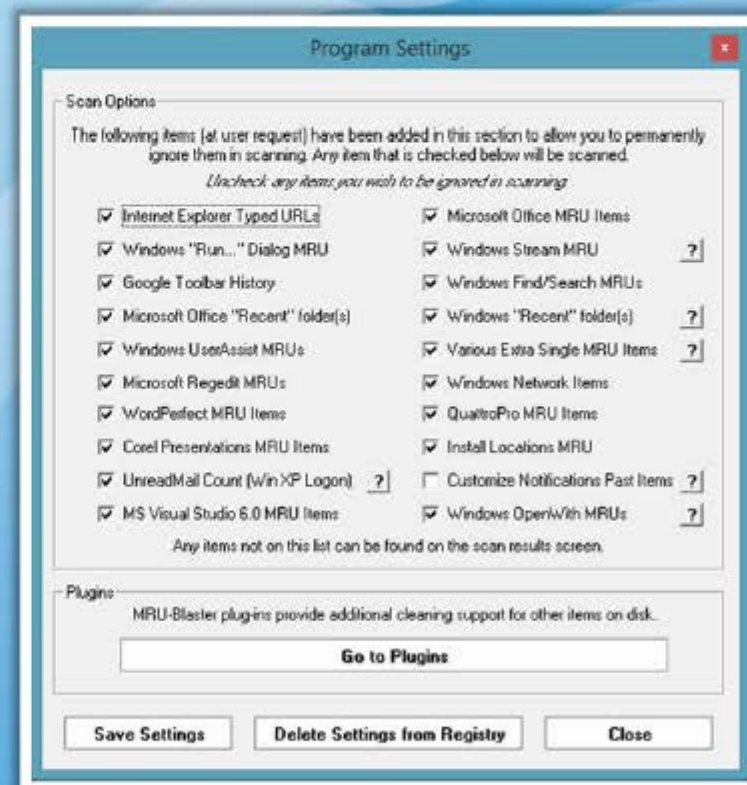 Program Settings
x
Scan Options
The following items (at user request) have been added in this section to allow you to permanently
ignore them in scanning. Any item that is checked below will be scanned.
Uncheck any items you wish to be ignored in scanning
Internet Explorer Typed URLs
Microsoft Office MRU Items
Windows "Run..." Dialog MRU
Windows Stream MRU ?
Google Toolbar History
Windows Find/Search MRUs
Microsoft Office "Recent" folder(s)
Windows "Recent" folder(s) ?
Windows UserAssist MRUs
Various Extra Single MRU Items ?
Microsoft Regedit MRUs
Windows Network Items
WordPerfect MRU Items
QuattroPro MRU Items
Corel Presentations MRU Items
Install Locations MRU
UnreadMail Count (Win XP Logon) ?
Customize Notifications Past Items ?
MS Visual Studio 6.0 MRU Items
Windows OpenWith MRUs ?
Any items not on this list can be found on the scan results screen.
Plugins
MRU-Blaster plug-ins provide additional cleaning support for other items on disk.
Go to Plugins
Save Settings
Delete Settings from Registry
Close